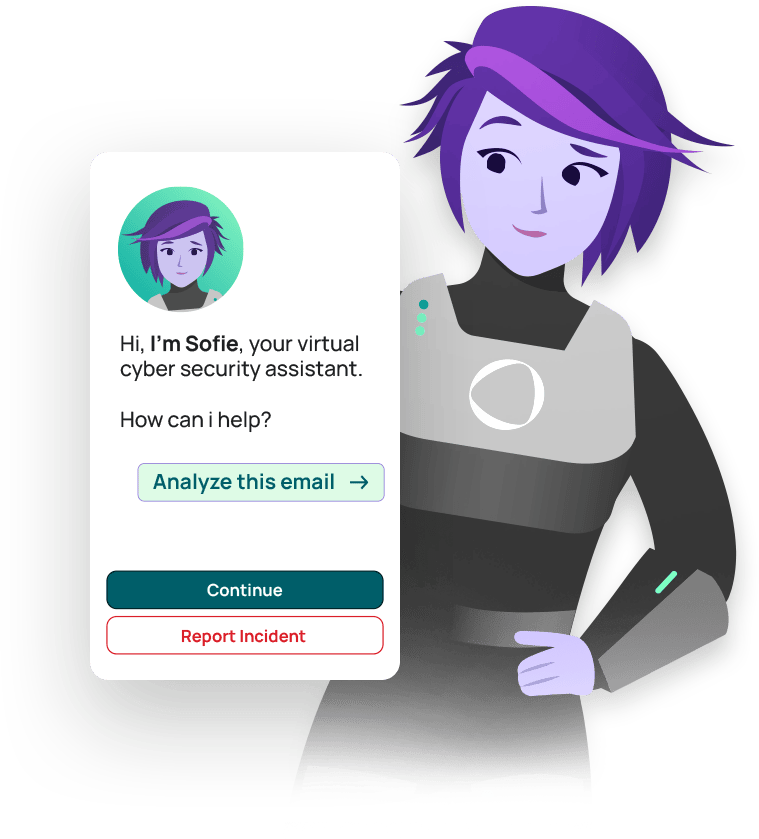 Hi, I'm Sofie, your virtual
cyber security assistant.
How can i help?
Analyze this email →
Continue
Report Incident